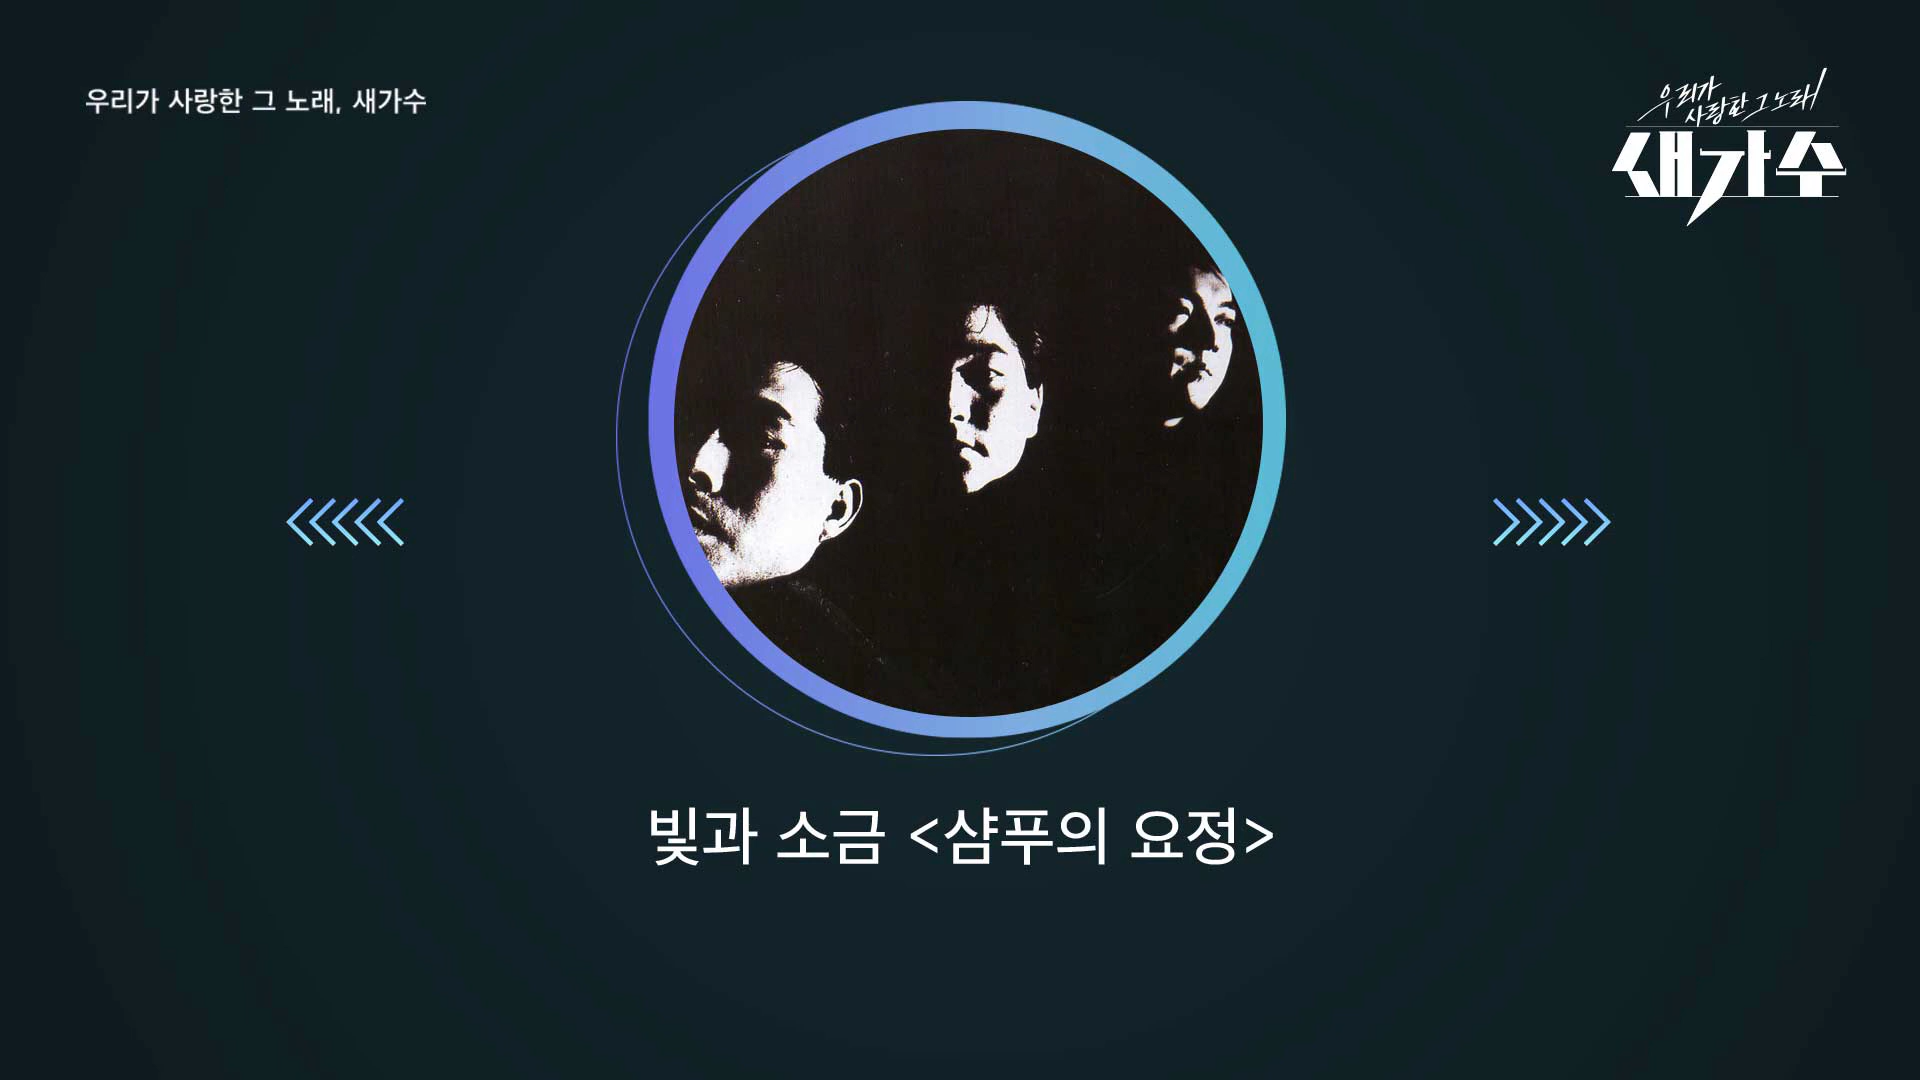 우리가 사랑한 그 노래, 새가수
우리가
사랑한 그 노래
새가수
빛과 소금 <샴푸의 요정>